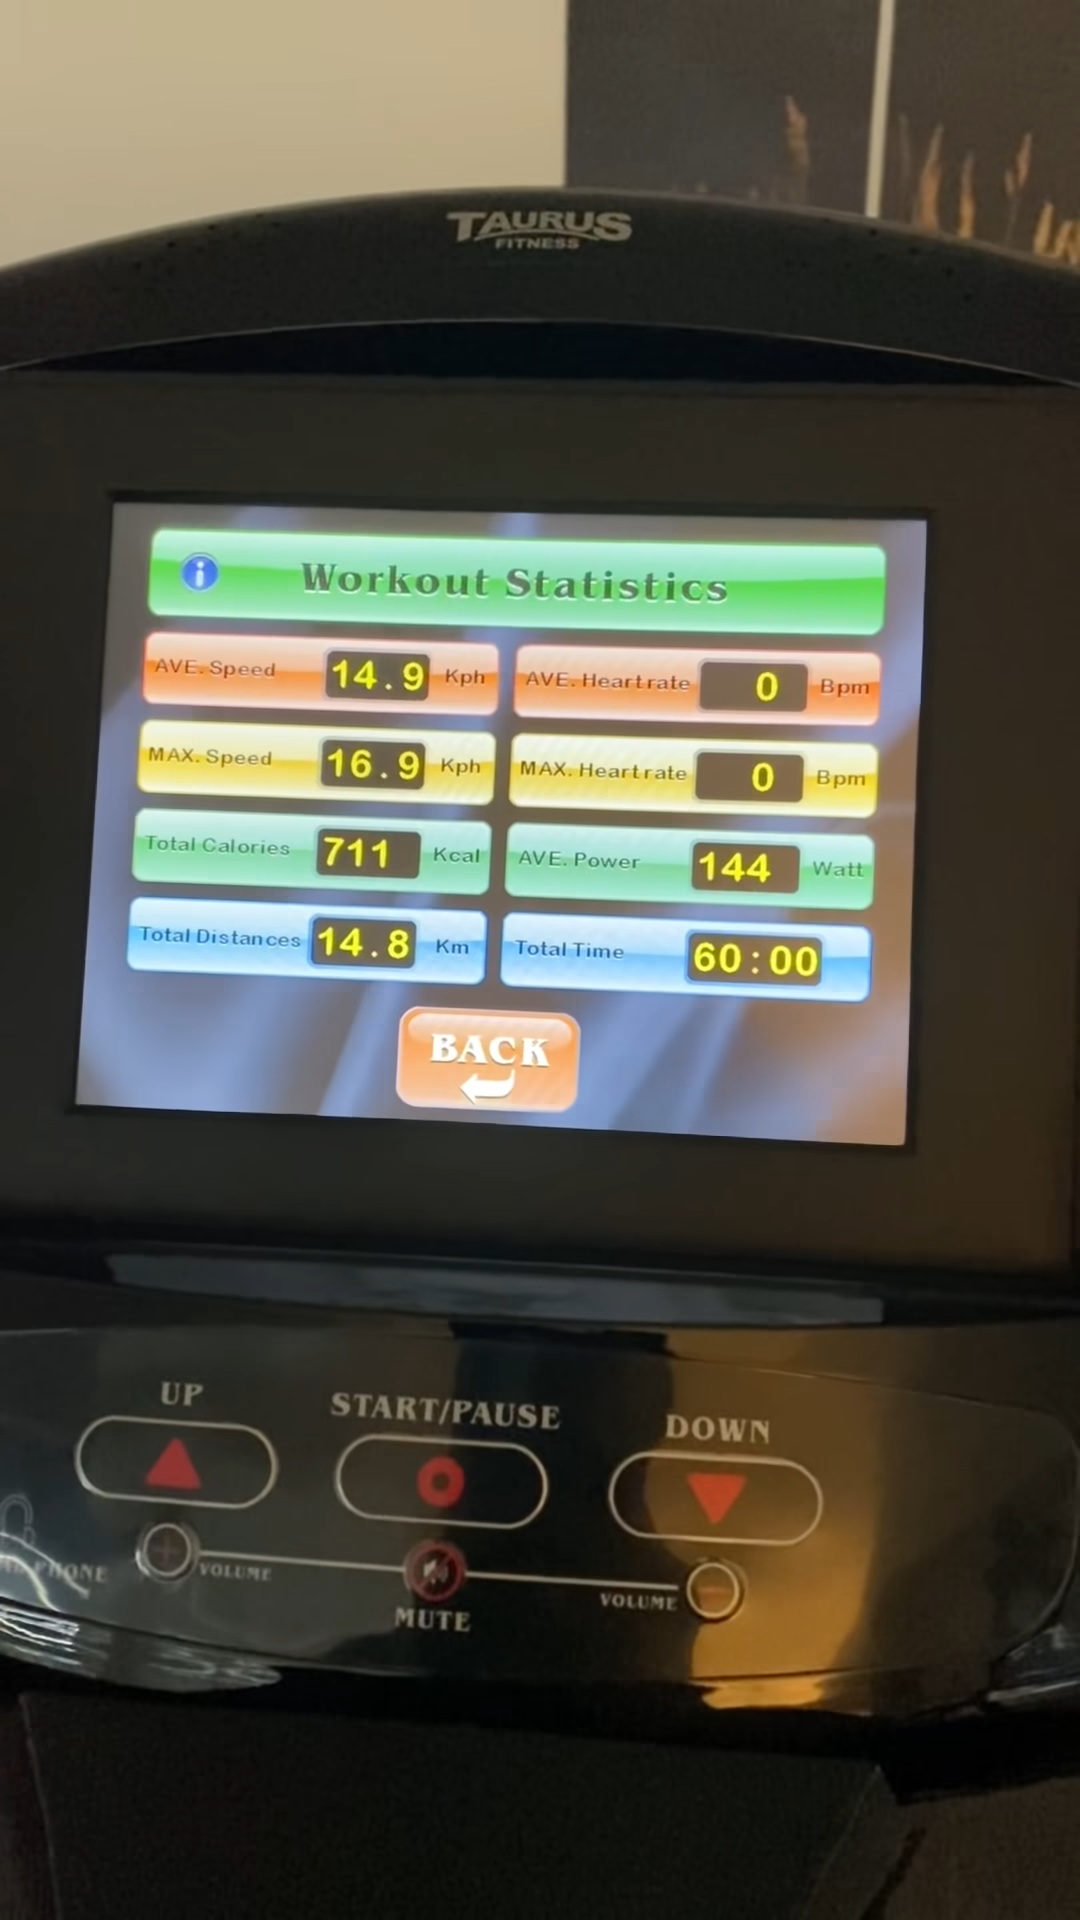 TAURUS
FITNESS
Workout Statistics
AVE. Speed 14.9 Kph
AVE. Heartrate 0 Bpm
MAX. Speed 16.9 Kph
MAX. Heartrate 0 Bpm
Total Calories 711 Kcal
AVE. Power 144 Watt
Total Distances 14.8 Km
Total Time 60:00
BACK
UP
START/PAUSE
DOWN
VOLUME
MUTE
VOLUME